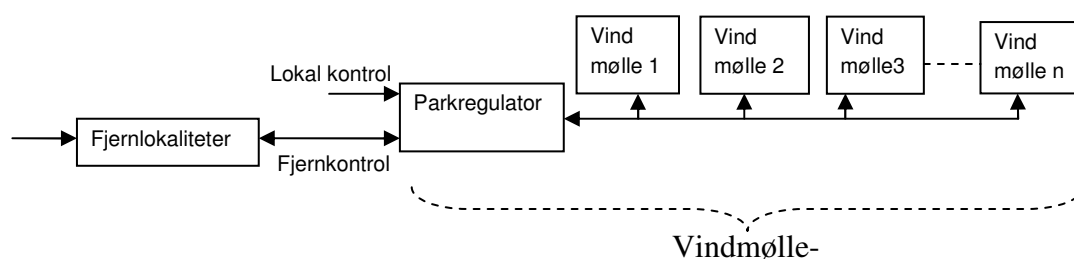 Vind
mølle 1
Vind
mølle 2
Vind
mølle3
Vind
mølle n
Lokal kontrol
Parkregulator
Fjernlokaliteter
Fjernkontrol
Vindmølle-